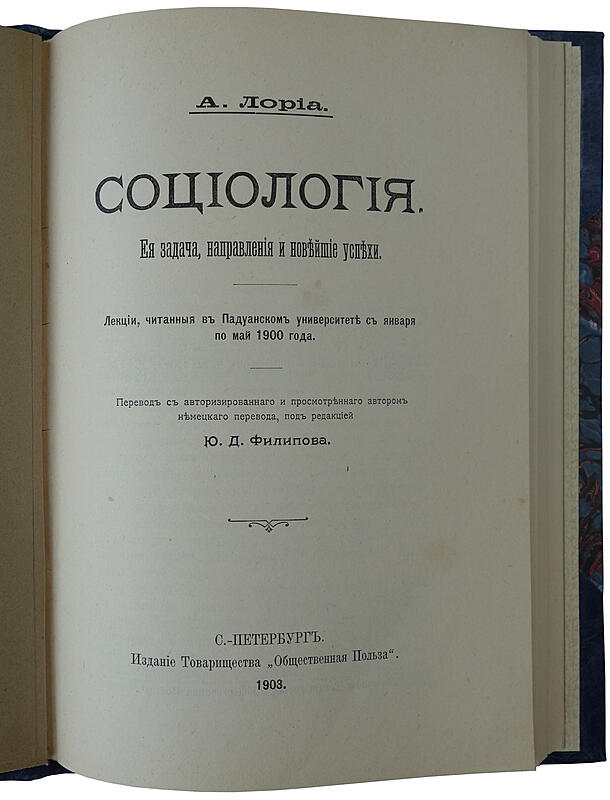 А. Лорія.
СОЦІОЛОГІЯ.
Ея задача, направленія и новѣйшіе успѣхи.
Лекціи, читанныя въ Падуанскомъ университетѣ съ января
по май 1900 года.
Переводъ съ авторизированнаго и просмотрѣннаго авторомъ
нѣмецкаго перевода, подъ редакціей
Ю. Д. Филипова.
С.-ПЕТЕРБУРГЪ.
Изданіе Товарищества „Общественная Польза“.
1903.